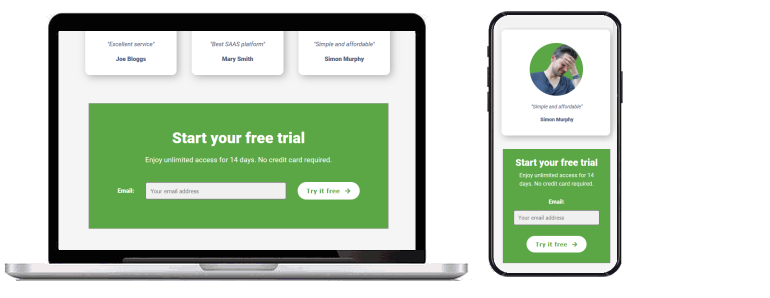 "Excellent service"
"Best SAAS platform"
"Simple and affordable"
Joe Bloggs
Mary Smith
Simon Murphy
Start your free trial
Enjoy unlimited access for 14 days. No credit card required.
Email:
Your email address
Try it free →
"Simple and affordable"
Simon Murphy
Start your free trial
Enjoy unlimited access for 14
days. No credit card required.
Email:
Your email address
Try it free →